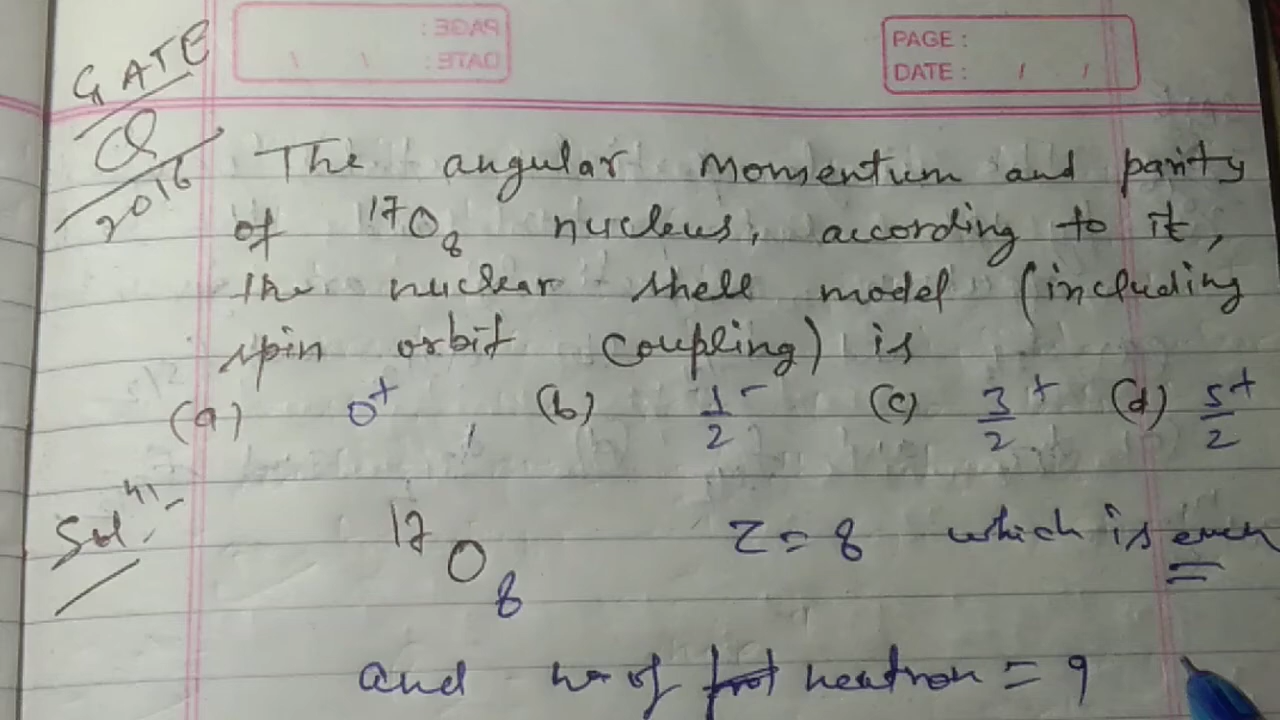 PAGE :
DATE : / /
GATE
Q
2016
The angular momentum and parity
of 17O8 nucleus, according to it,
the nuclear shell model (including
spin orbit coupling) is
(a) 0+ (b) 1/2 - (c) 3/2 + (d) 5/2 +
Sol:-
17O8 Z = 8 which is even
and no of neutron = 9